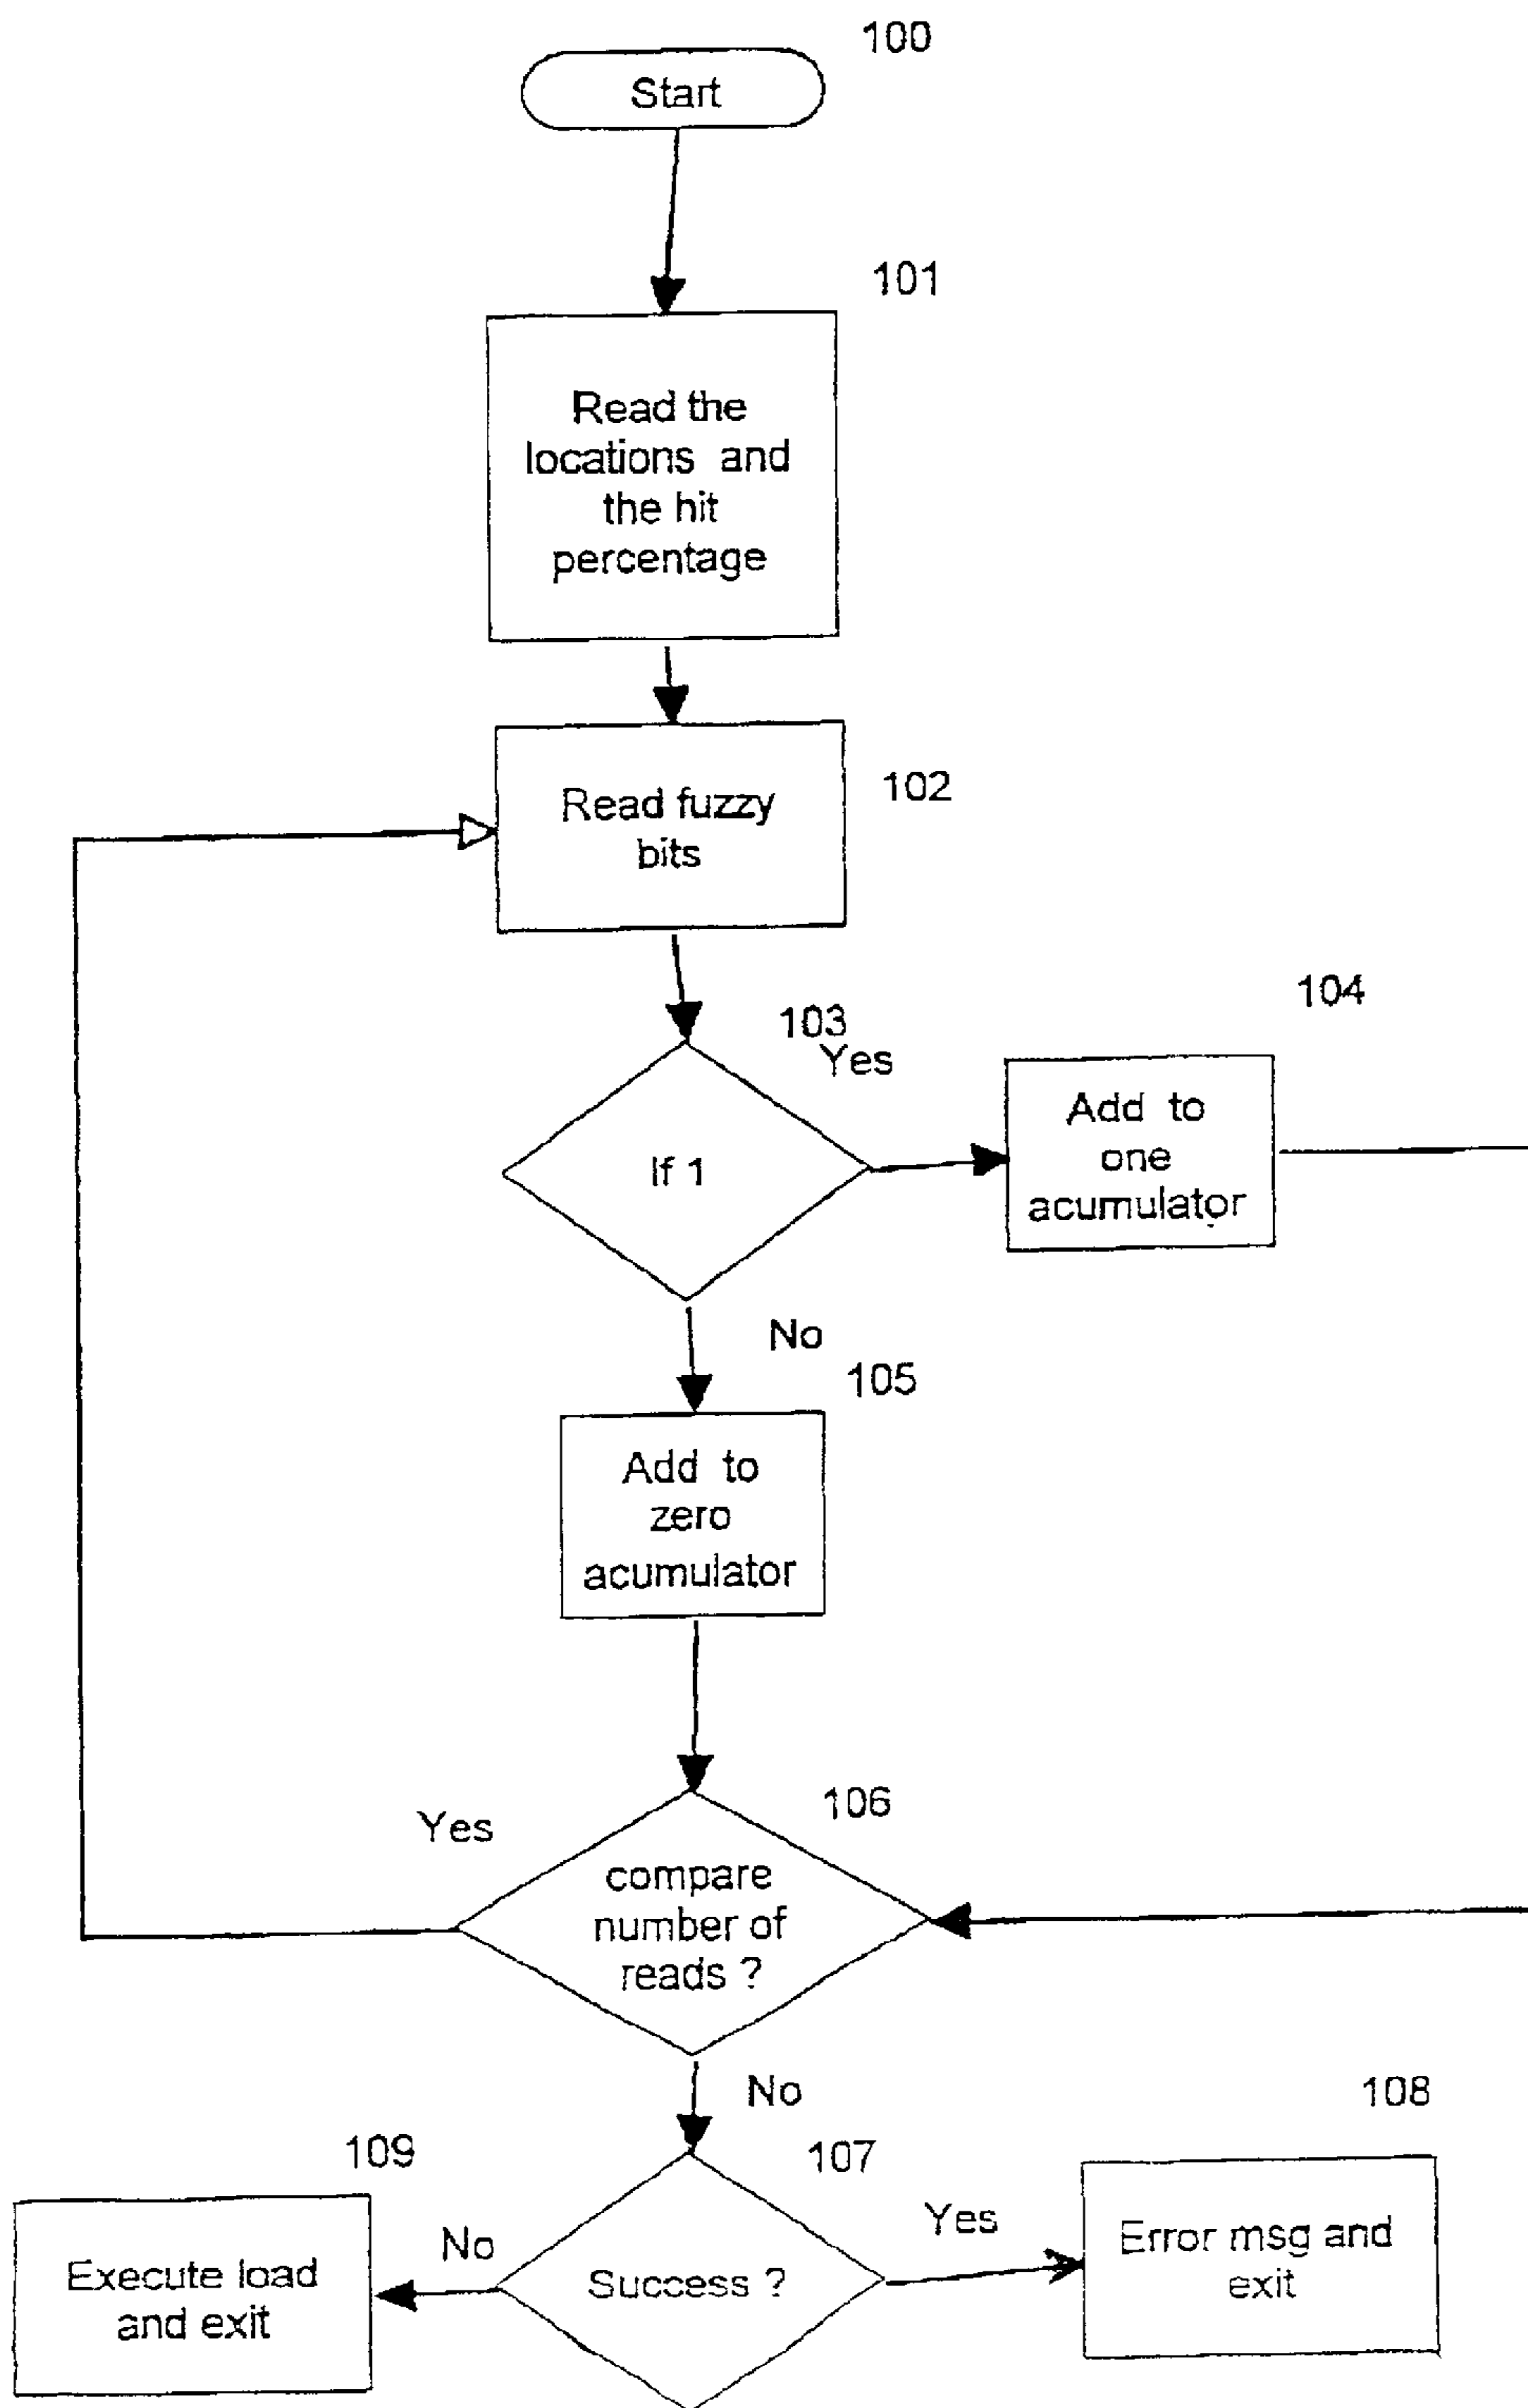 100
Start
101
Read the
locations and
the hit
percentage
102
Read fuzzy
bits
103
Yes
If 1
104
Add to
one
acumulator
No
105
Add to
zero
acumulator
106
Yes
compare
number of
reads ?
No
107
108
109
No
Success ?
Yes
Error msg and
exit
Execute load
and exit